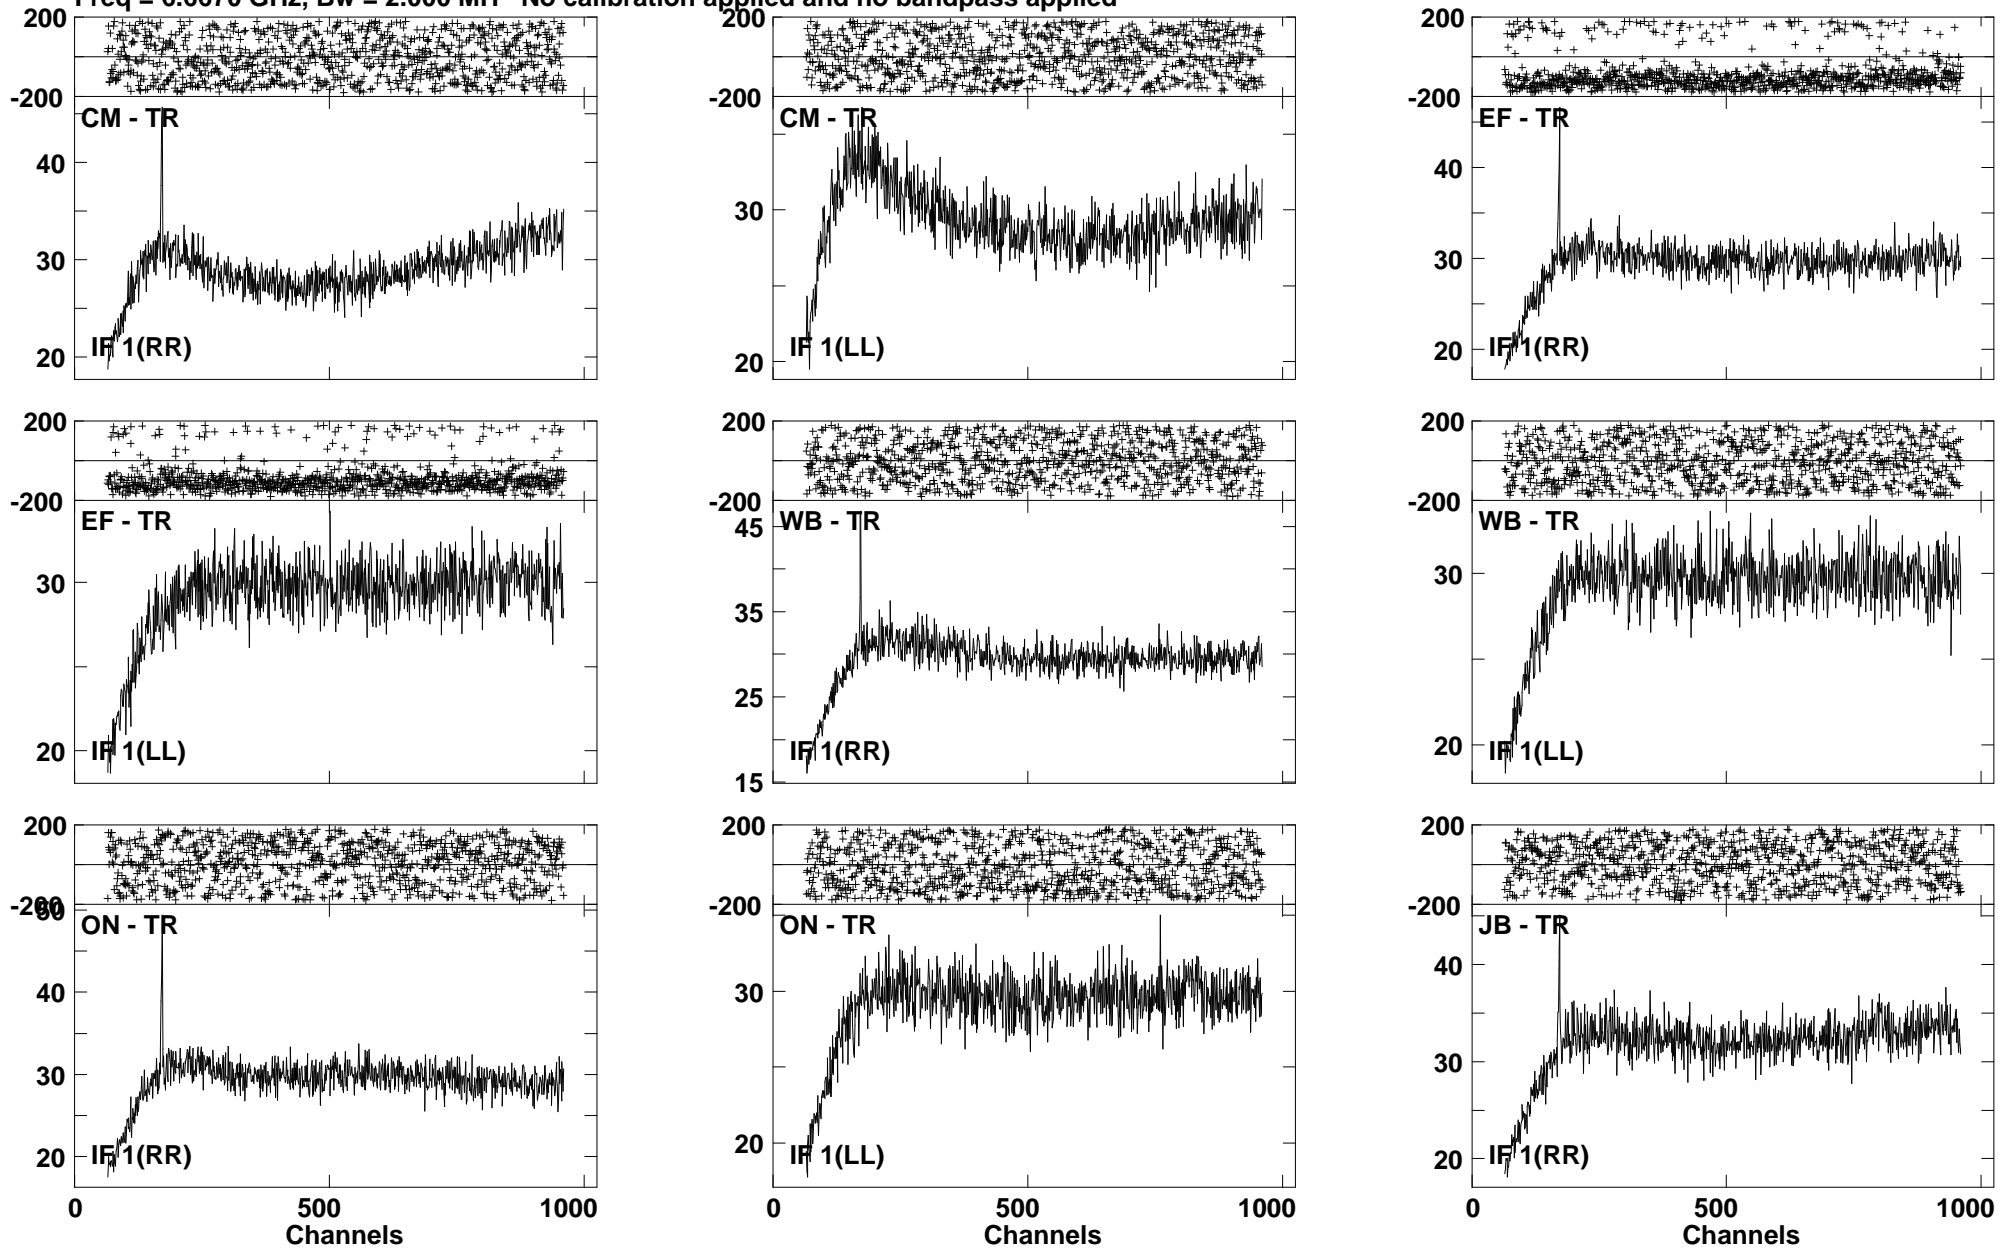 No calibration applied and no bandpass applied
200
-200
CM - TR
40
30
20
IF 1(RR)
CM - TR
30
20
IF 1(LL)
200
-200
EF - TR
40
30
20
IF 1(RR)
200
-200
EF - TR
30
20
IF 1(LL)
200
-200
WB - TR
45
35
25
15
IF 1(RR)
200
-200
WB - TR
30
20
IF 1(LL)
200
-200
50
ON - TR
40
30
20
IF 1(RR)
0 500 1000
Channels
200
-200
ON - TR
30
20
IF 1(LL)
0 500 1000
Channels
200
-200
JB - TR
40
30
20
IF 1(RR)
0 500 1000
Channels